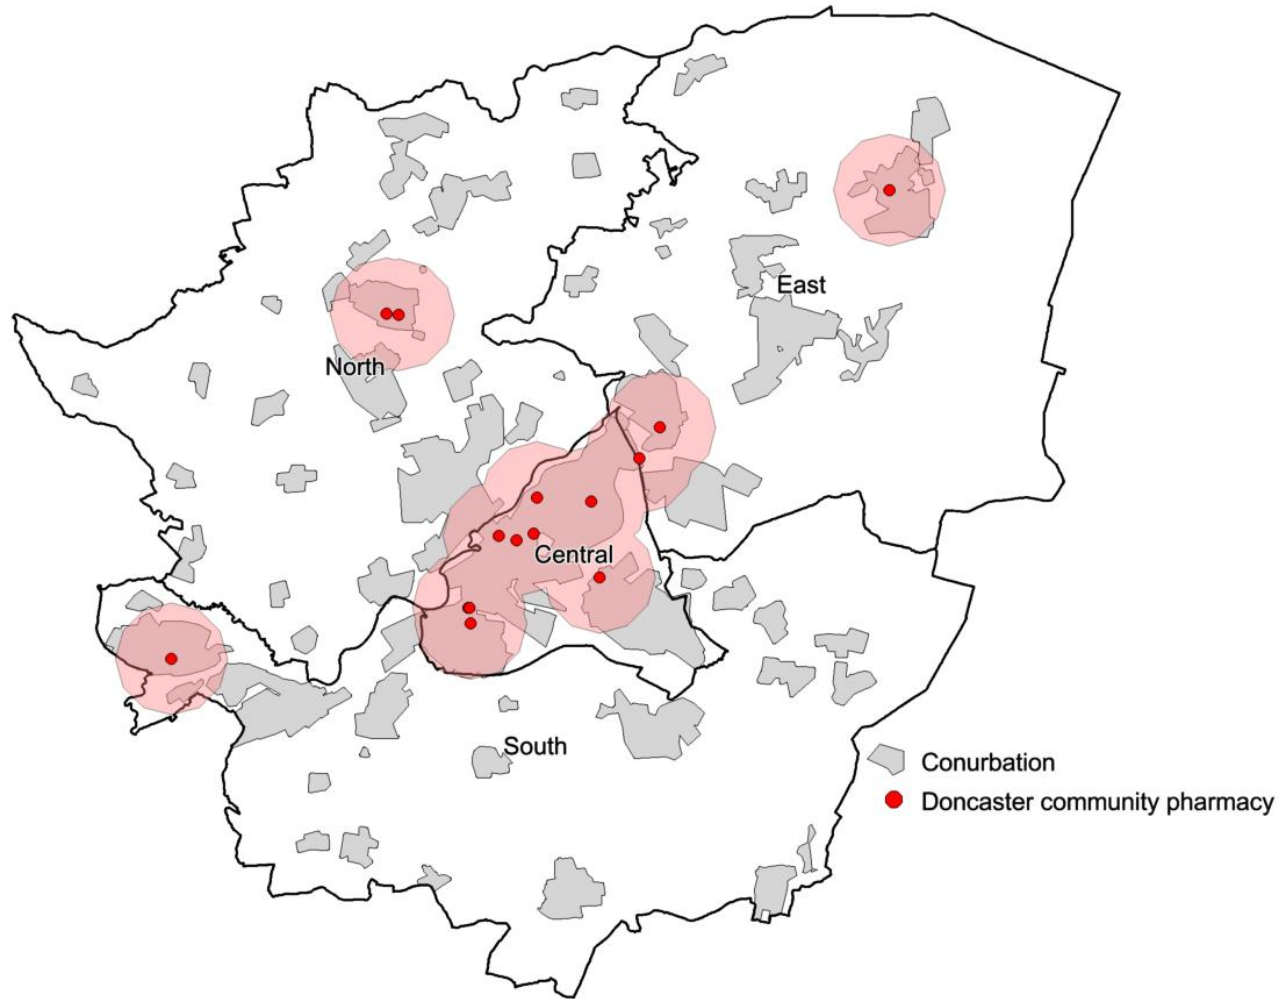 East
North
Central
South
Conurbation
Doncaster community pharmacy